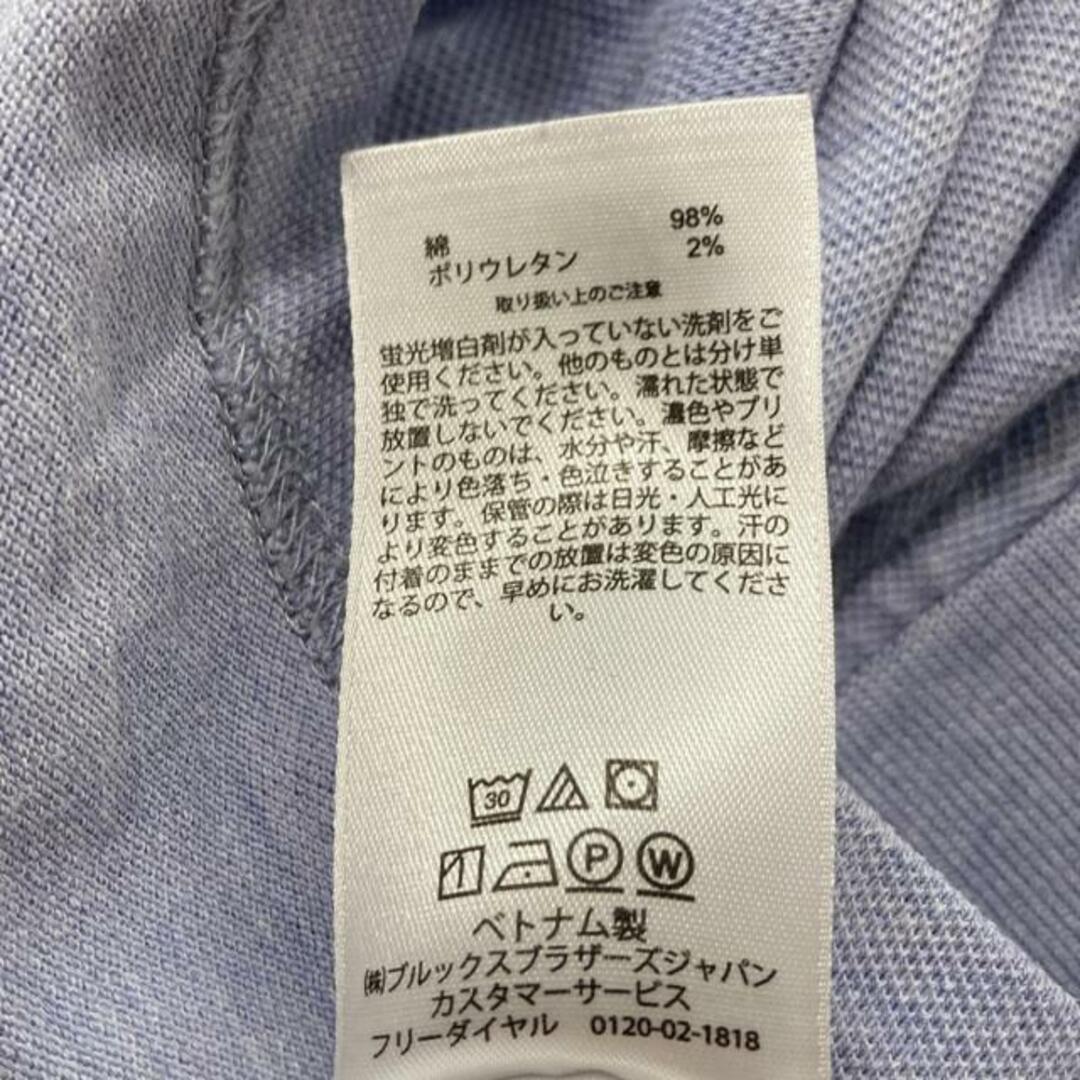 綿 98%
ポリウレタン 2%
取り扱い上のご注意
蛍光増白剤が入っていない洗剤をご
使用ください。他のものとは分け単
独で洗ってください。濡れた状態で
放置しないでください。濃色やプリ
ントのものは、水分や汗、摩擦など
により色落ち・色泣きすることがあ
ります。保管の際は日光・人工光に
より変色することがあります。汗の
付着のままでの放置は変色の原因に
なるので、早めにお洗濯してくださ
い。
30
P W
ベトナム製
㈱ブルックスブラザーズジャパン
カスタマーサービス
フリーダイヤル 0120-02-1818